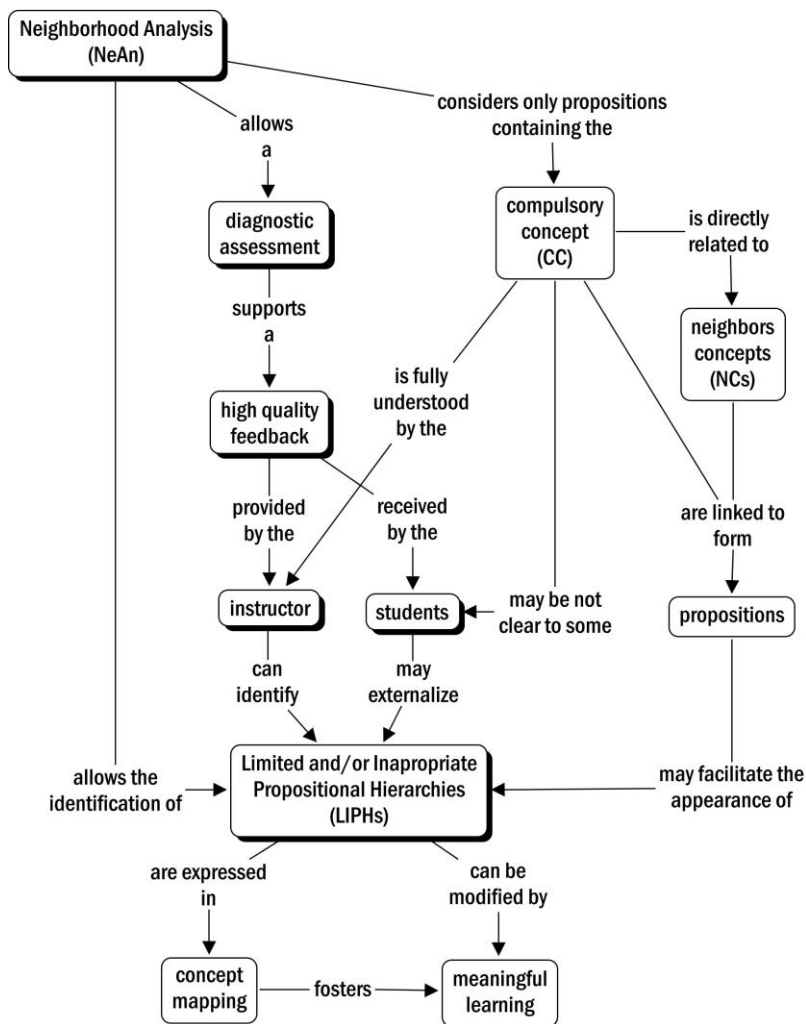 Neighborhood Analysis
(NeAn)
considers only propositions
containing the
allows
a
diagnostic
assessment
compulsory
concept
(CC)
is directly
related to
supports
a
neighbors
concepts
(NCs)
is fully
understood
by the
high quality
feedback
provided
by the
received
by the
are linked to
form
instructor
students
may be not
clear to some
propositions
can
identify
may
externalize
allows the
identification of
Limited and/or Inapropriate
Propositional Hierarchies
(LIPHs)
may facilitate the
appearance of
are expressed
in
can be
modified by
concept
mapping
fosters
meaningful
learning